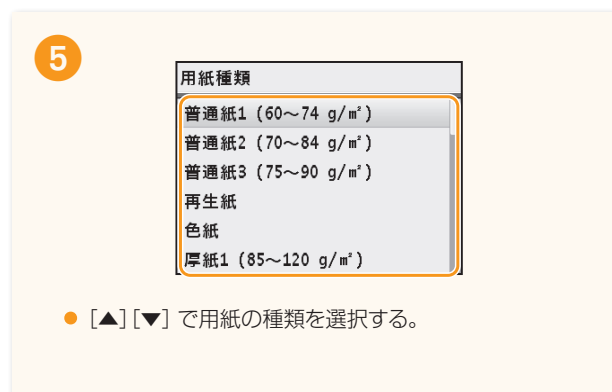 5
用紙種類
普通紙1 (60～74 g/㎡)
普通紙2 (70～84 g/㎡)
普通紙3 (75～90 g/㎡)
再生紙
色紙
厚紙1 (85～120 g/㎡)
● [▲][▼] で用紙の種類を選択する。